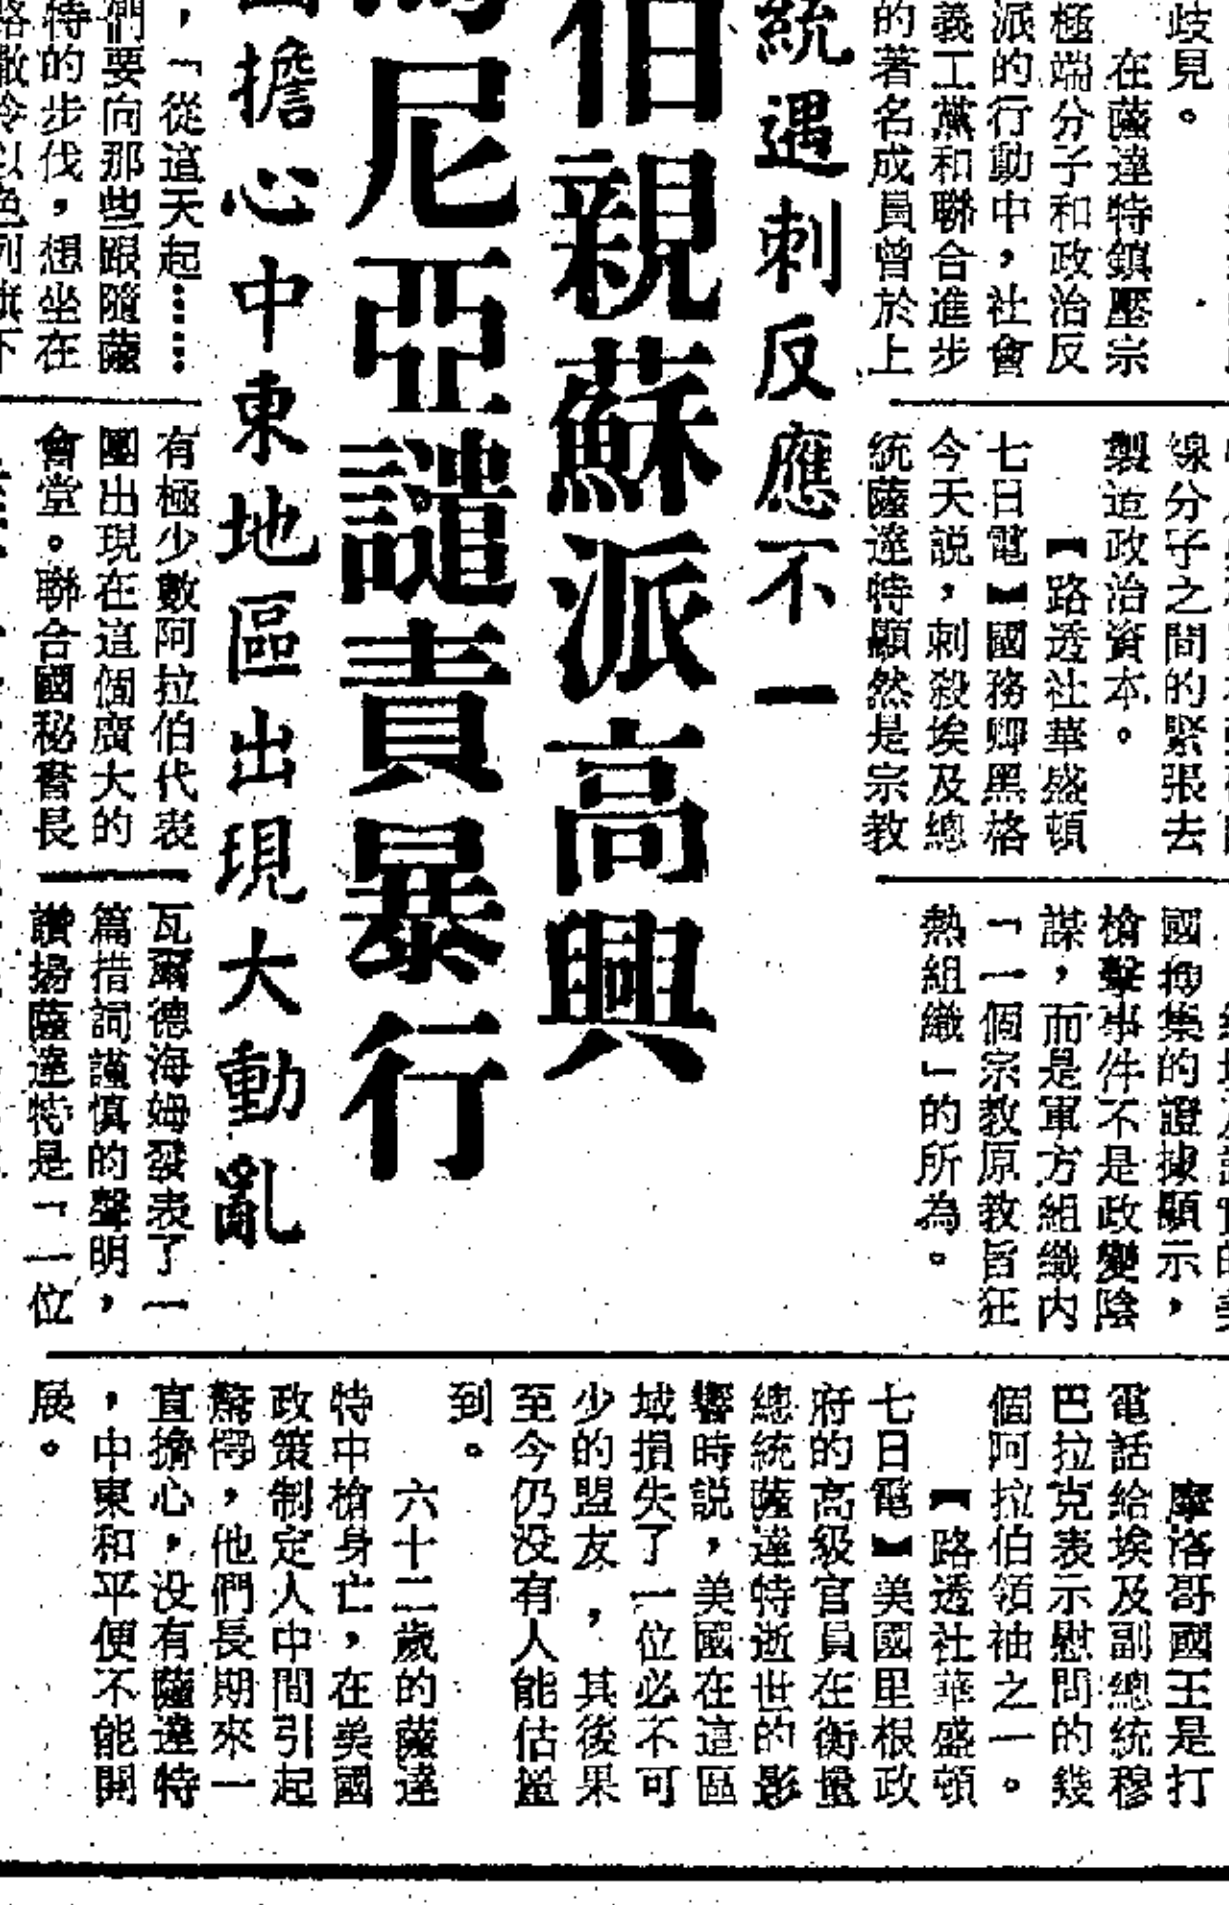 歧見。
在薩達特鎮壓宗
極端分子和政治反
派的行動中，社會
義工黨和聯合進步
的著名成員曾於上
線分子之間的緊張去
製造政治資本。
【路透社華盛頓
七日電】國務卿黑格
今天説，刺殺埃及總
統薩達特顯然是宗教
國搜集的證據顯示，
槍擊事件不是政變陰
謀，而是軍方組織内
「一個宗教原教旨狂
熱組織」的所為。
統遇刺反應不一
伯親蘇派高興
尼亞譴責暴行
擔心中東地區出現大動亂
，「從這天起……
們要向那些跟隨薩
特的步伐，想坐在
路撒冷以色列旗下
有極少數阿拉伯代表
團出現在這個廣大的
會堂。聯合國秘書長
瓦爾德海姆發表了一
篇措詞謹慎的聲明，
讚揚薩達特是「一位
摩洛哥國王是打
電話給埃及副總統穆
巴拉克表示慰問的幾
個阿拉伯領袖之一。
【路透社華盛頓
七日電】美國里根政
府的高級官員在衡量
總統薩達特逝世的影
響時説，美國在這區
域損失了一位必不可
少的盟友，其後果
至今仍没有人能估量
到。
六十二歲的薩達
特中槍身亡，在美國
政策制定人中間引起
驚愕，他們長期來一
直擔心，没有薩達特
，中東和平便不能開
展。